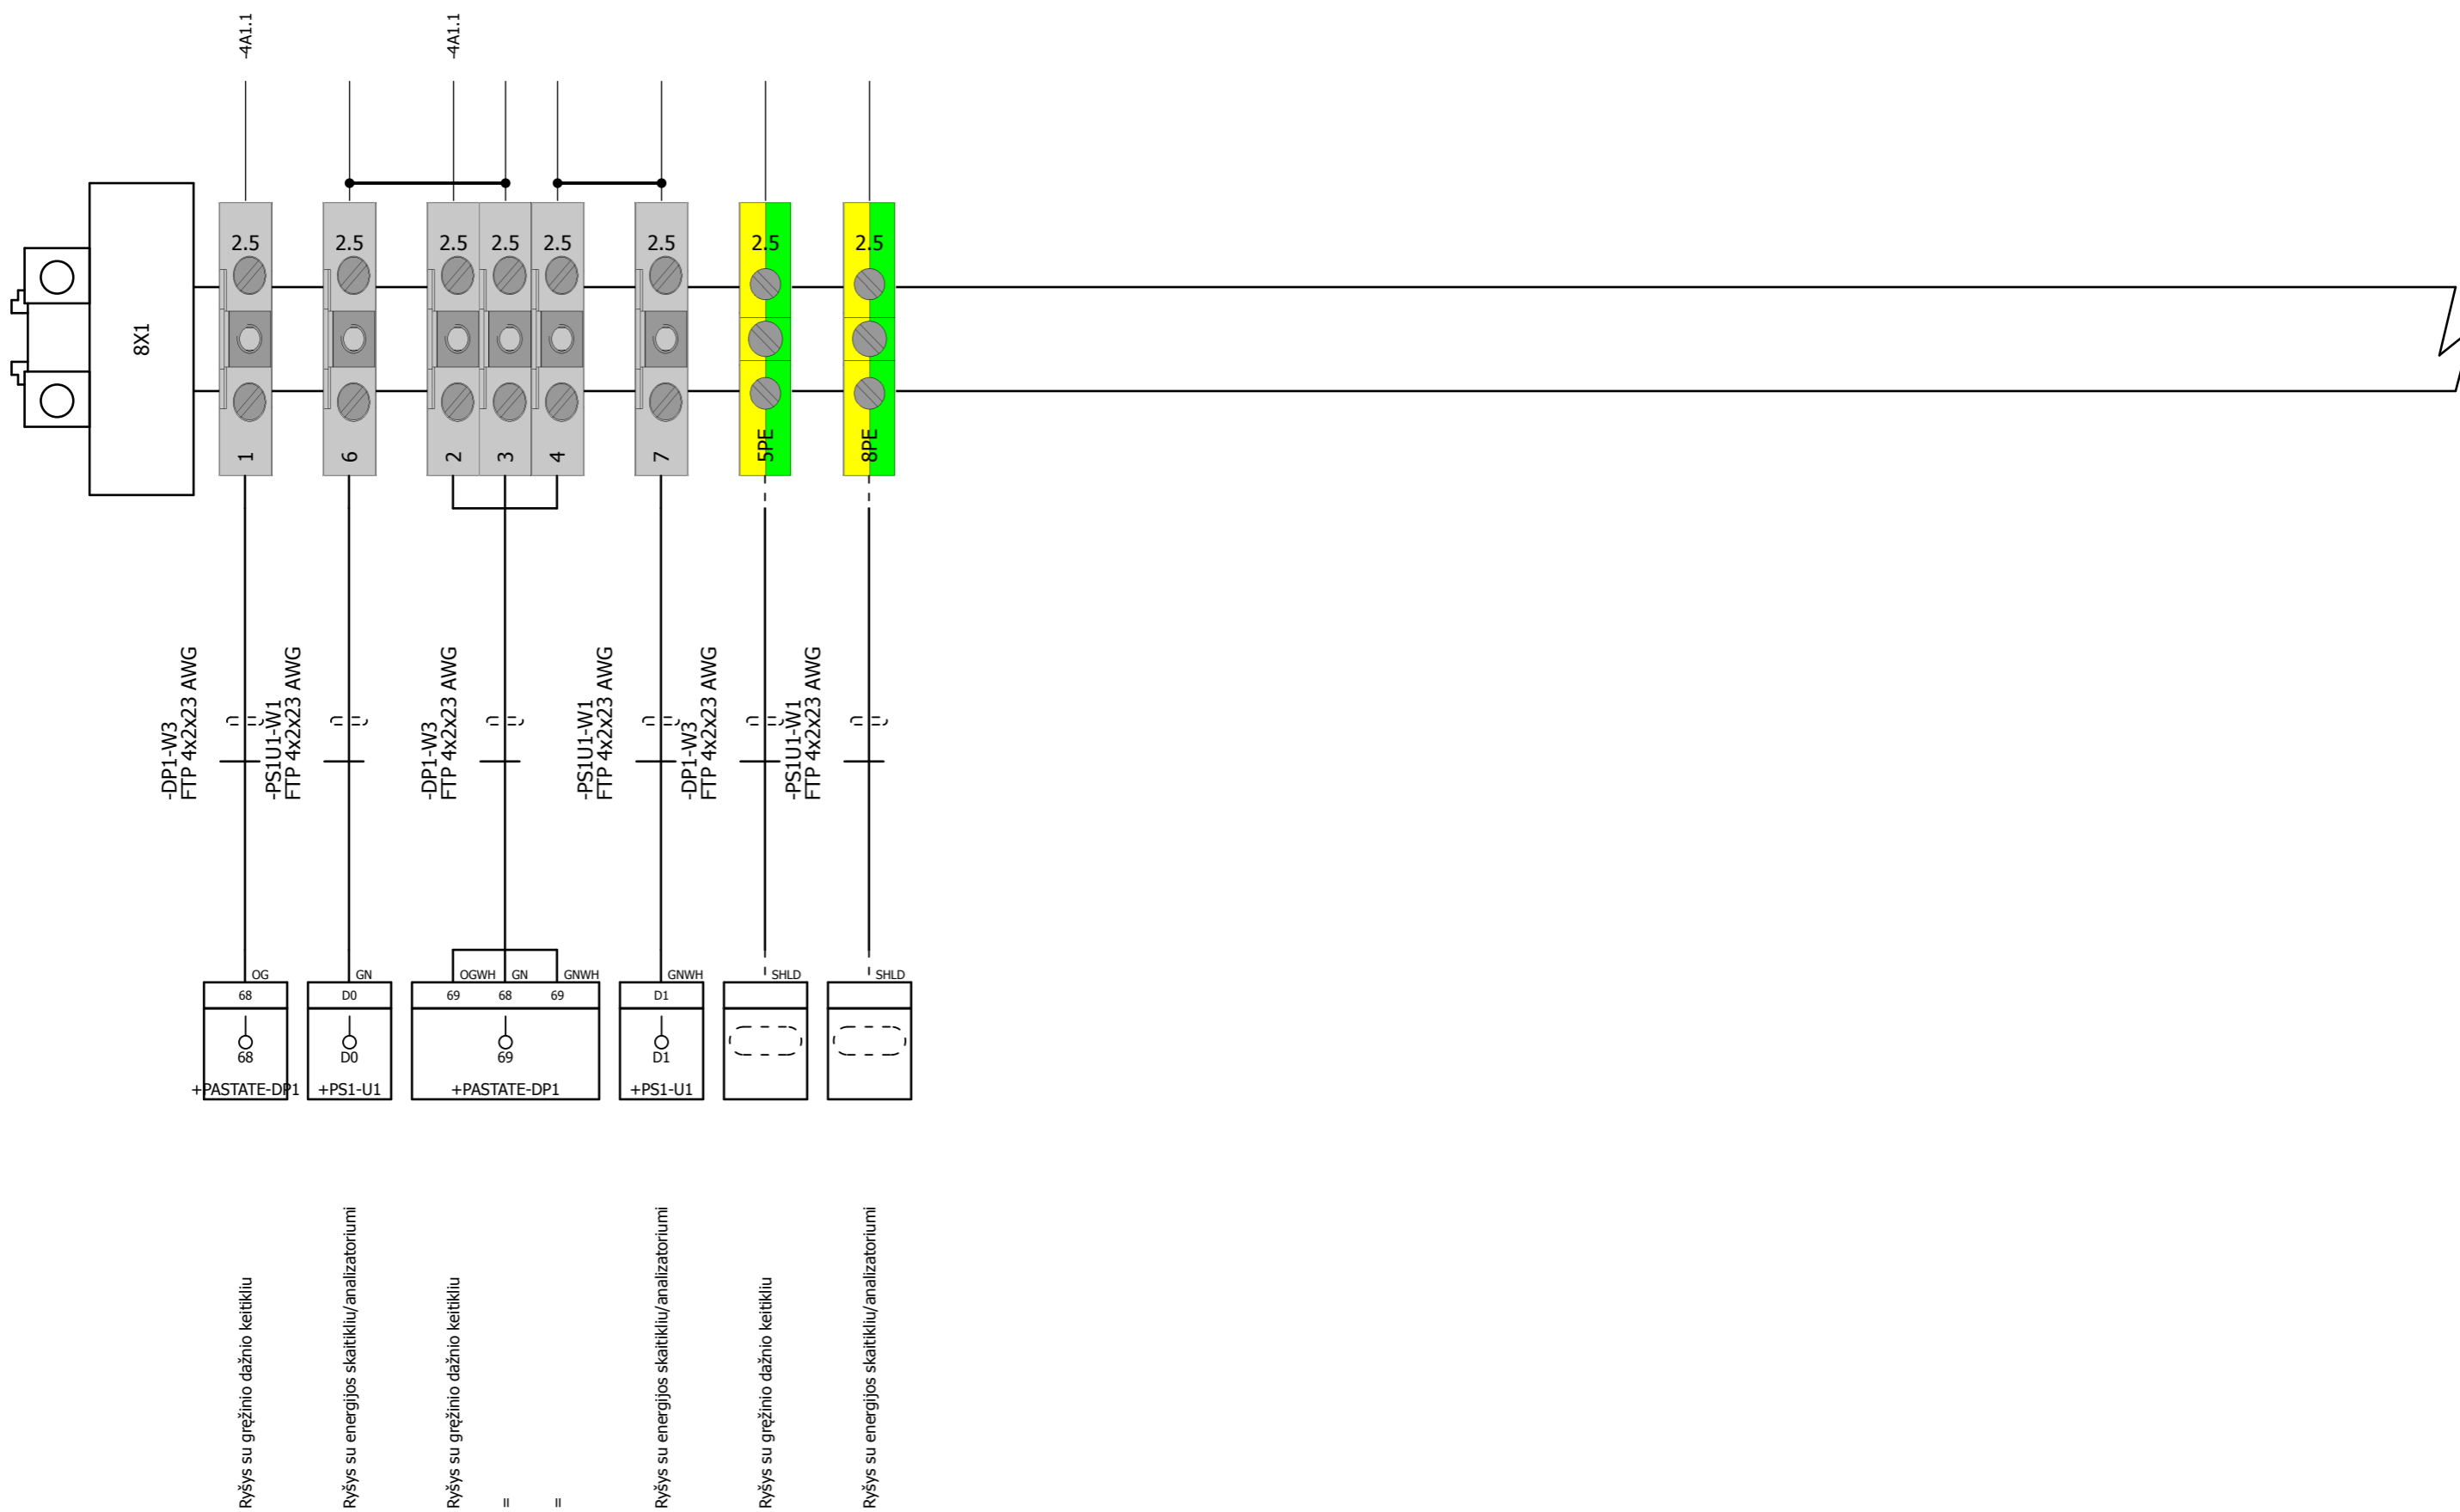 -4A1.1
-4A1.1
8X1
2.5
2.5
2.5
2.5
2.5
2.5
2.5
2.5
1
6
2
3
4
7
5PE
8PE
-DP1-W3
FTP 4x2x23 AWG
-PS1U1-W1
FTP 4x2x23 AWG
-DP1-W3
FTP 4x2x23 AWG
-PS1U1-W1
FTP 4x2x23 AWG
-DP1-W3
FTP 4x2x23 AWG
-PS1U1-W1
FTP 4x2x23 AWG
OG
GN
OGWH
GN
GNWH
GNWH
SHLD
SHLD
68
D0
69
68
69
D1
68
D0
69
D1
+PASTATE-DP1
+PS1-U1
+PASTATE-DP1
+PS1-U1
Ryšys su gręžinio dažnio keitikliu
Ryšys su energijos skaitikliu/analizatoriumi
Ryšys su gręžinio dažnio keitikliu
=
=
Ryšys su energijos skaitikliu/analizatoriumi
Ryšys su gręžinio dažnio keitikliu
Ryšys su energijos skaitikliu/analizatoriumi